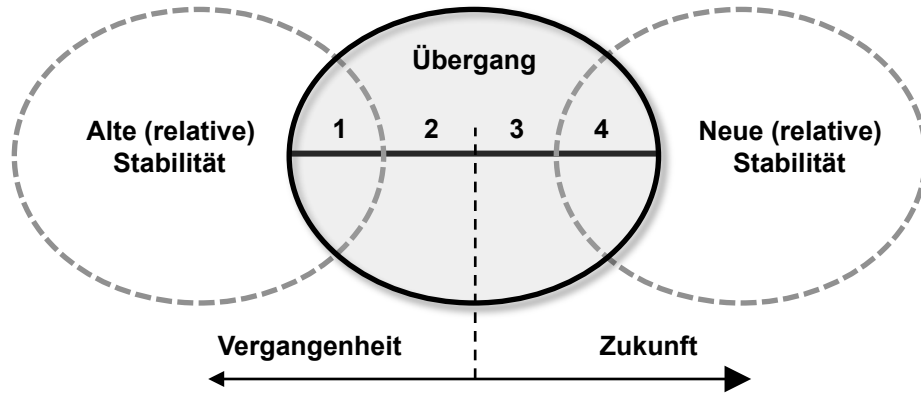 Übergang
Alte (relative)
Stabilität
1 2 3 4
Neue (relative)
Stabilität
Vergangenheit
Zukunft